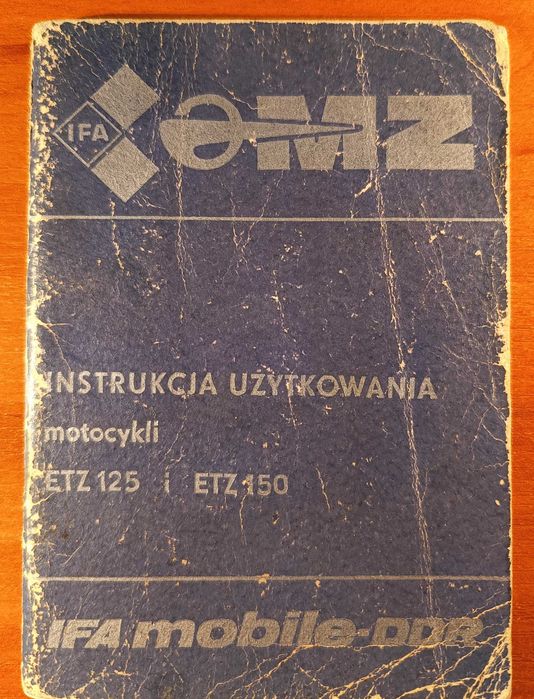 IFA MZ
INSTRUKCJA UŻYTKOWANIA
motocykli
ETZ 125 i ETZ 150
IFA mobile-DDR